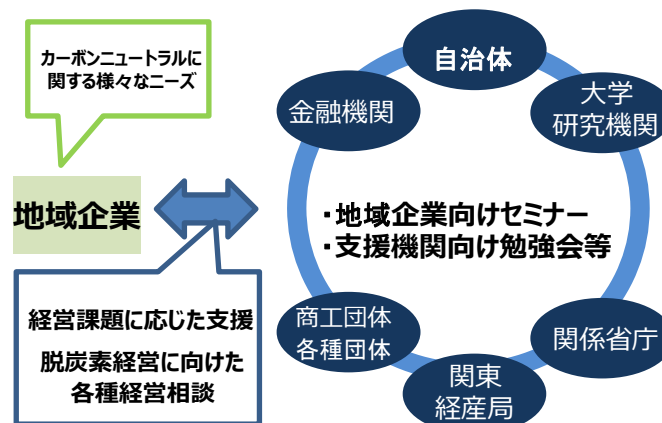 カーボンニュートラルに
関する様々なニーズ
地域企業
経営課題に応じた支援
脱炭素経営に向けた
各種経営相談
自治体
金融機関
大学
研究機関
・地域企業向けセミナー
・支援機関向け勉強会等
商工団体
各種団体
関係省庁
関東
経産局